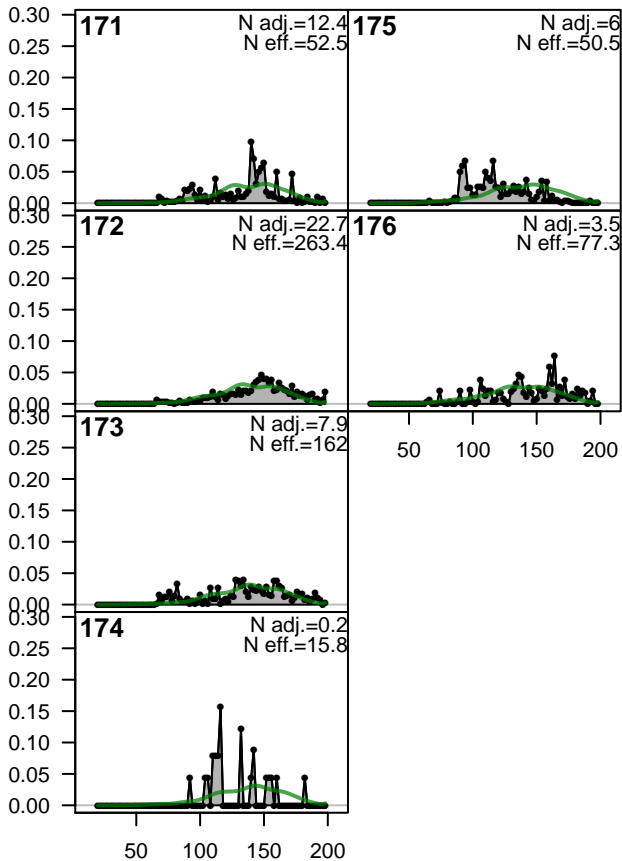 0.30
0.25
0.20
0.15
0.10
0.05
0.00
171
N adj.=12.4
N eff.=52.5
175
N adj.=6
N eff.=50.5
0.30
0.25
0.20
0.15
0.10
0.05
0.00
172
N adj.=22.7
N eff.=263.4
176
N adj.=3.5
N eff.=77.3
50 100 150 200
0.30
0.25
0.20
0.15
0.10
0.05
0.00
173
N adj.=7.9
N eff.=162
0.30
0.25
0.20
0.15
0.10
0.05
0.00
174
N adj.=0.2
N eff.=15.8
50 100 150 200